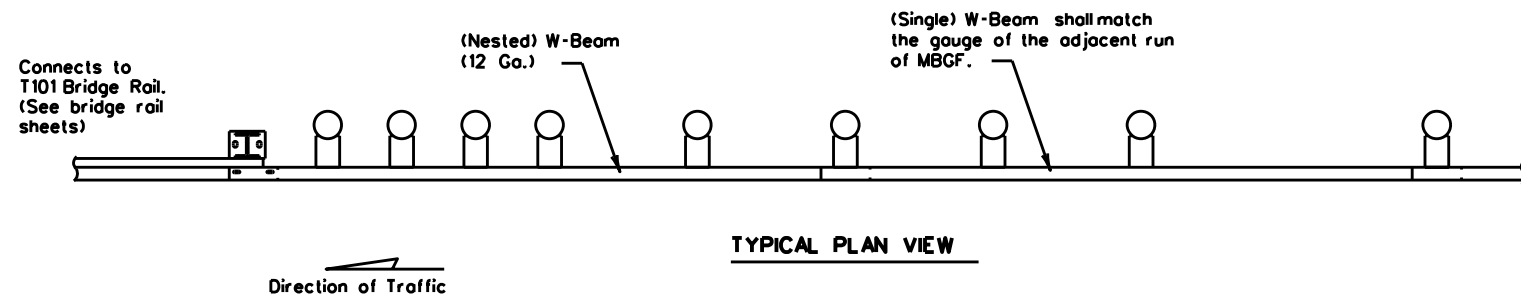 Connects to
T101 Bridge Rail.
(See bridge rail
sheets)
(Nested) W-Beam
(12 Ga.)
(Single) W-Beam shall match
the gauge of the adjacent run
of MBGF.
TYPICAL PLAN VIEW
Direction of Traffic